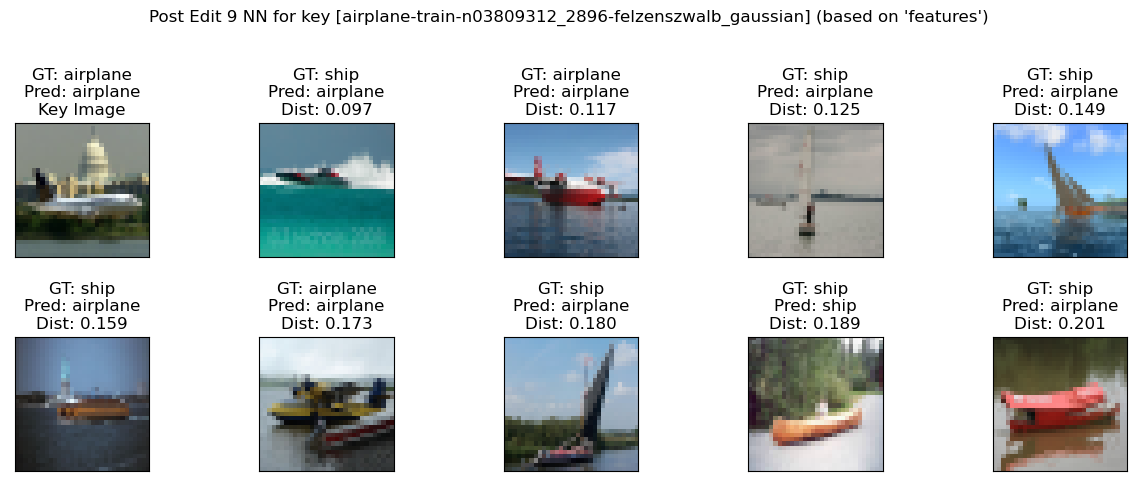 Post Edit 9 NN for key [airplane-train-n03809312_2896-felzenszwalb_gaussian] (based on 'features')
GT: airplane
Pred: airplane
Key Image
GT: ship
Pred: airplane
Dist: 0.097
GT: airplane
Pred: airplane
Dist: 0.117
GT: ship
Pred: airplane
Dist: 0.125
GT: ship
Pred: airplane
Dist: 0.149
GT: ship
Pred: airplane
Dist: 0.159
GT: airplane
Pred: airplane
Dist: 0.173
GT: ship
Pred: airplane
Dist: 0.180
GT: ship
Pred: ship
Dist: 0.189
GT: ship
Pred: airplane
Dist: 0.201